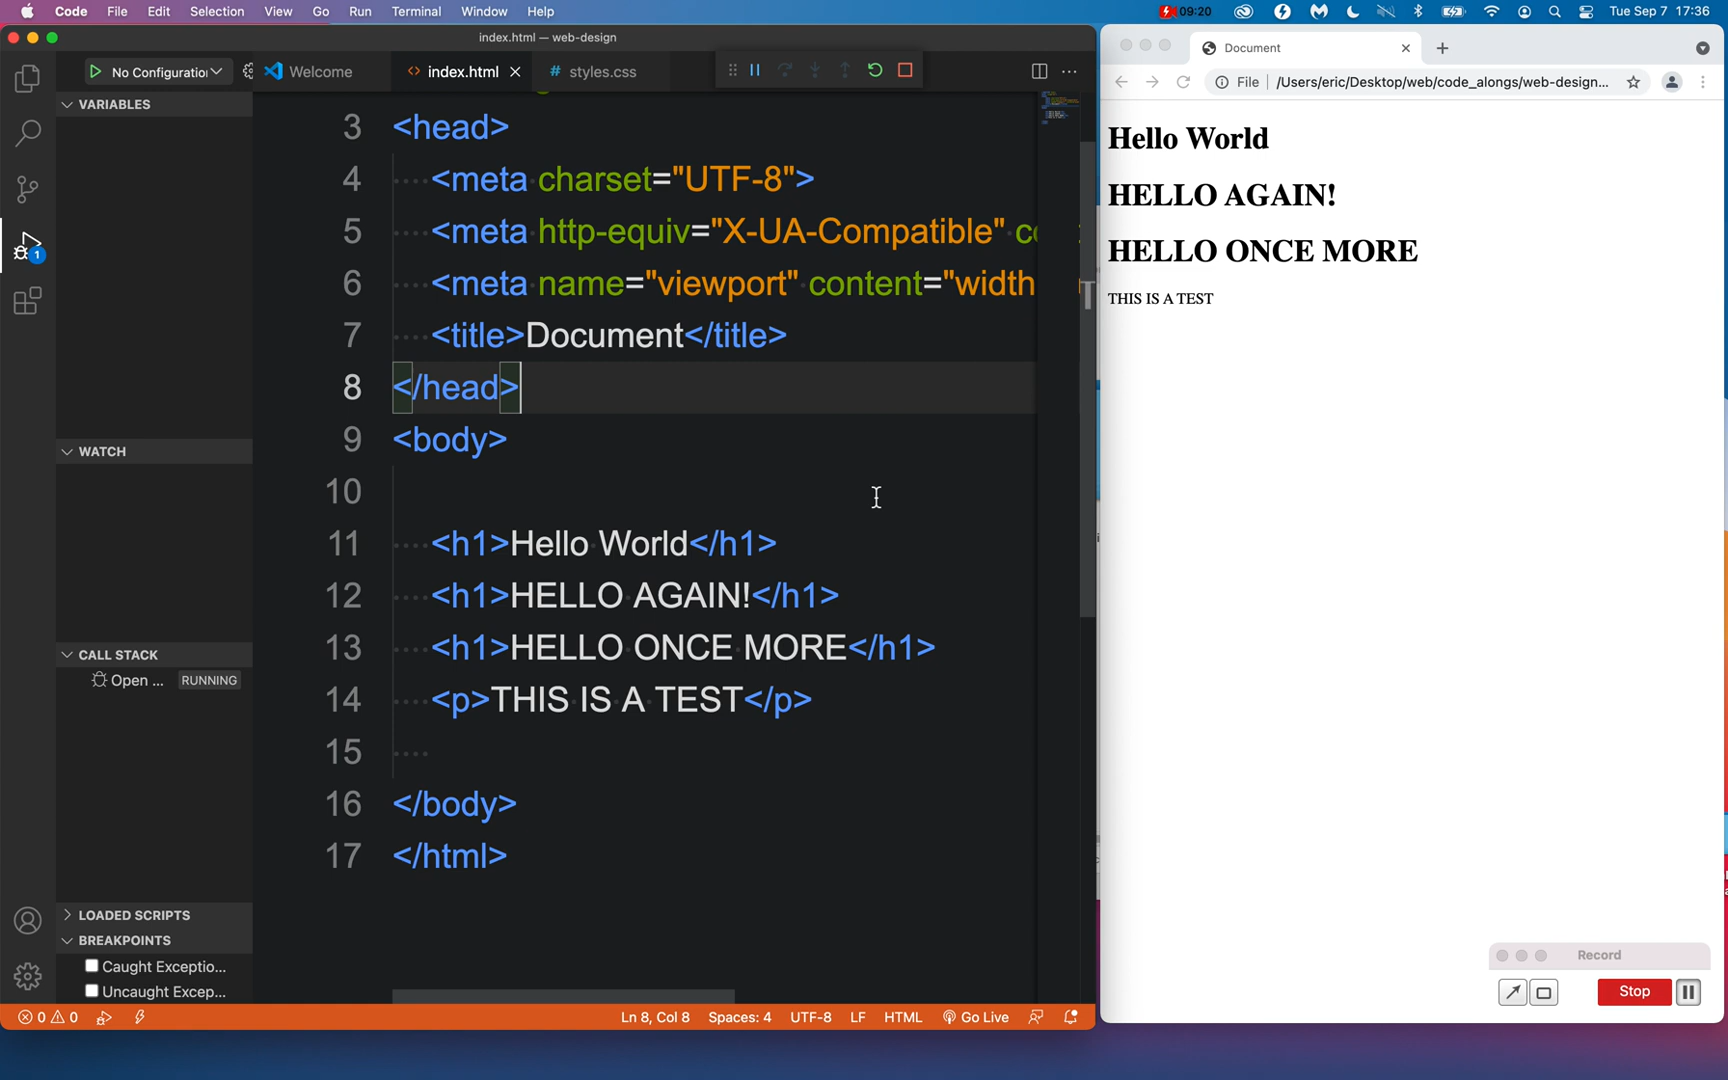 Code File Edit Selection View Go Run Terminal Window Help
09:20 Tue Sep 7 17:36
index.html — web-design
No Configuration
Welcome
index.html
# styles.css
VARIABLES
WATCH
CALL STACK
Open ... RUNNING
LOADED SCRIPTS
BREAKPOINTS
Caught Exceptio...
Uncaught Excep...
1
3 <head>
4 <meta charset="UTF-8">
5 <meta http-equiv="X-UA-Compatible" co
6 <meta name="viewport" content="width
7 <title>Document</title>
8 </head>
9 <body>
10
11 <h1>Hello World</h1>
12 <h1>HELLO AGAIN!</h1>
13 <h1>HELLO ONCE MORE</h1>
14 <p>THIS IS A TEST</p>
15
16 </body>
17 </html>
0 0 Ln 8, Col 8 Spaces: 4 UTF-8 LF HTML Go Live
Document
File /Users/eric/Desktop/web/code_alongs/web-design...
Hello World
HELLO AGAIN!
HELLO ONCE MORE
THIS IS A TEST
Record
Stop